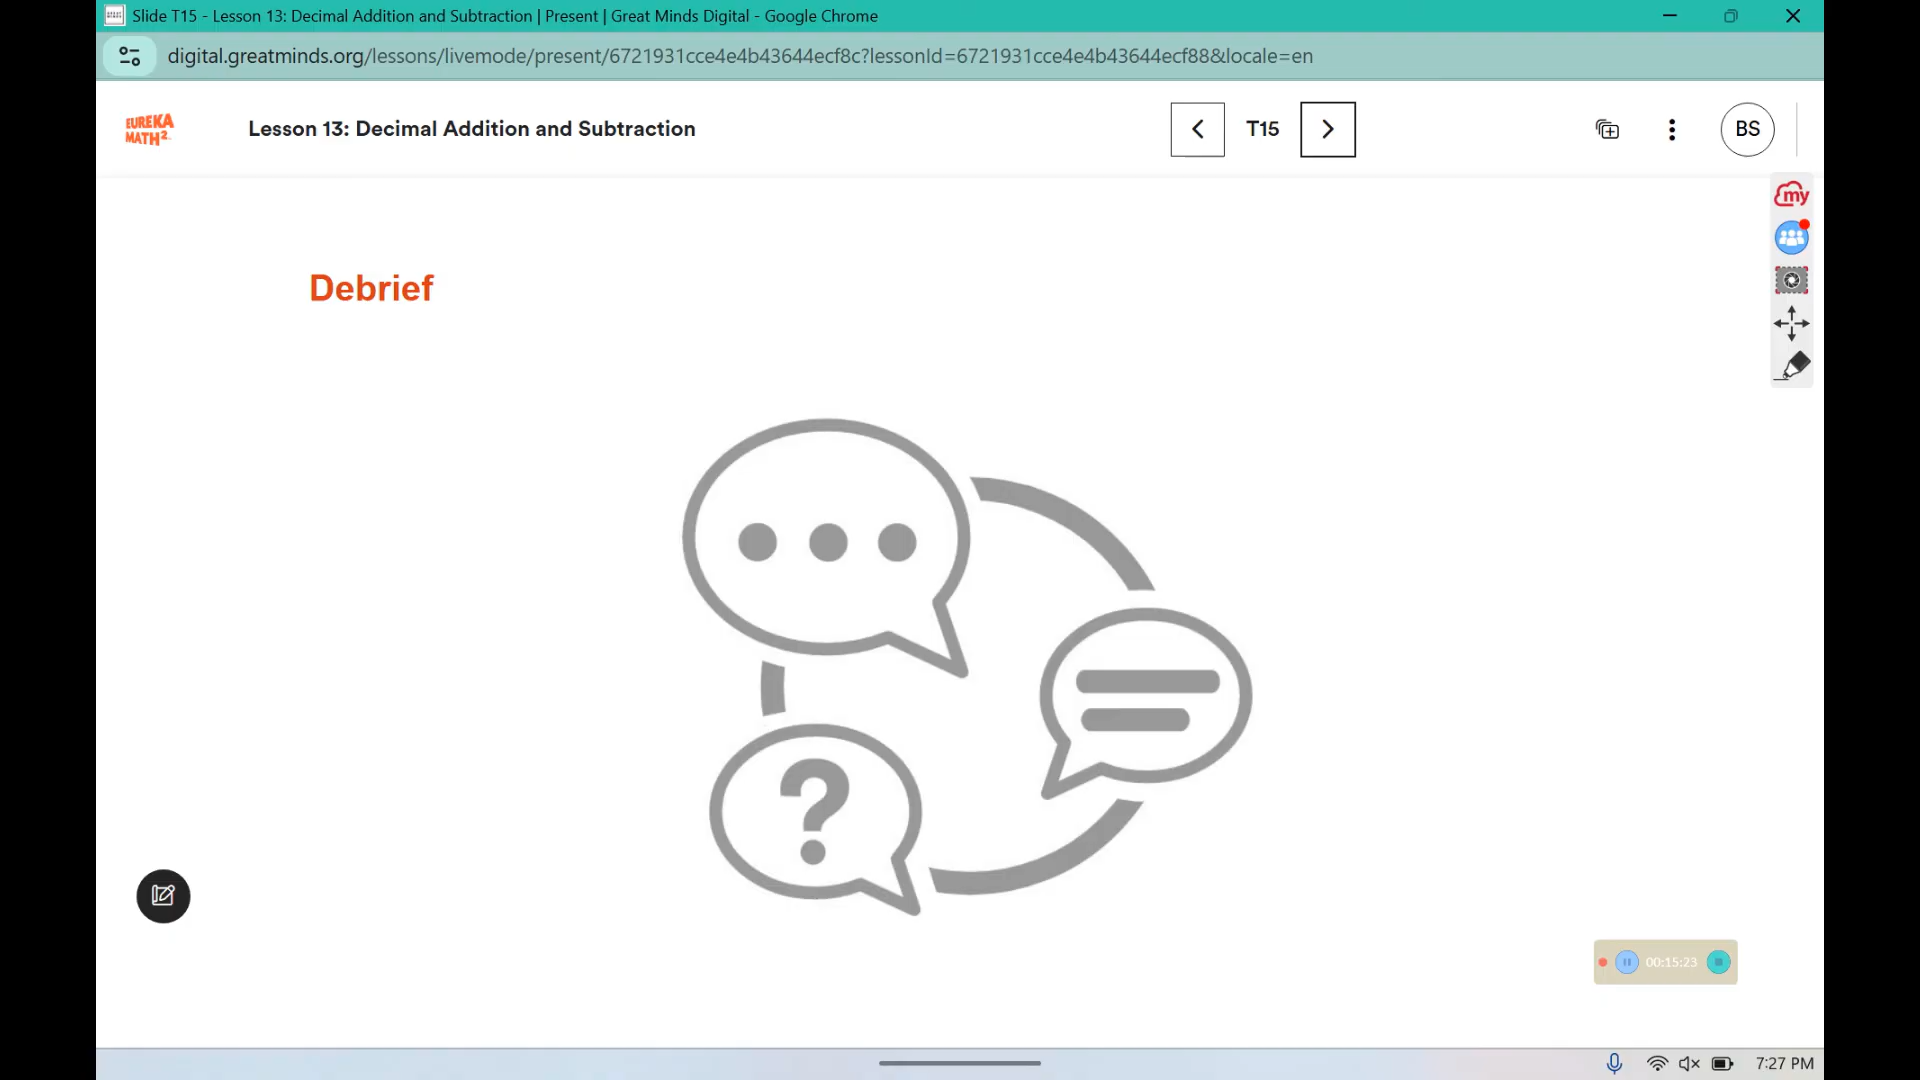 Slide T15 - Lesson 13: Decimal Addition and Subtraction | Present | Great Minds Digital - Google Chrome
digital.greatminds.org/lessons/livemode/present/6721931cce4e4b43644ecf8c?lessonId=6721931cce4e4b43644ecf88&locale=en
EUREKA
MATH2
Lesson 13: Decimal Addition and Subtraction
T15
BS
my
Debrief
?
00:15:23
7:27 PM